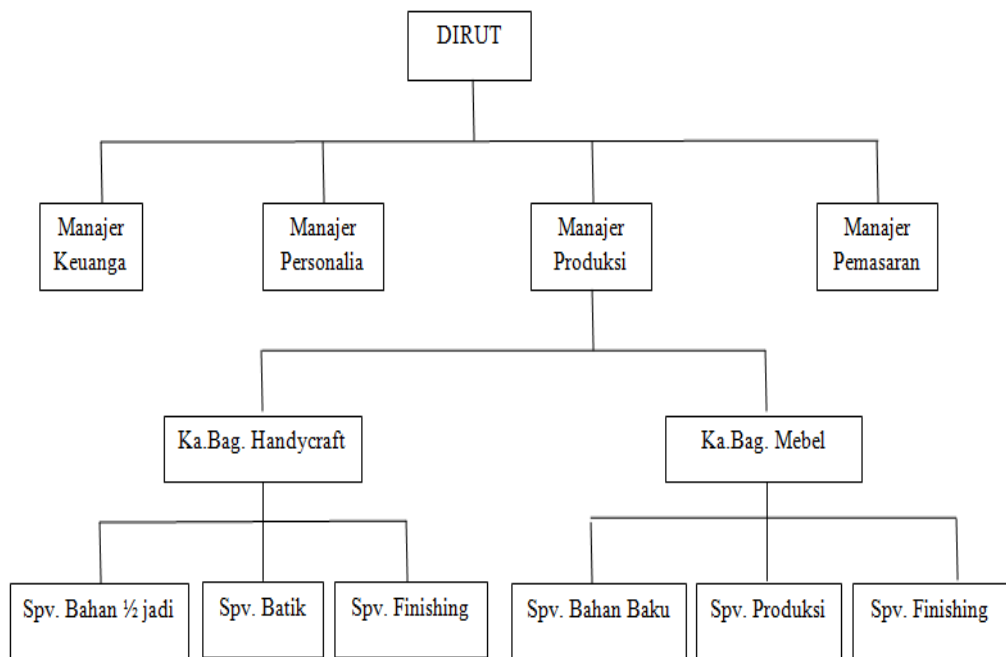 DIRUT
Manajer
Keuanga
Manajer
Personalia
Manajer
Produksi
Manajer
Pemasaran
Ka.Bag. Handycraft
Ka.Bag. Mebel
Spv. Bahan ½ jadi
Spv. Batik
Spv. Finishing
Spv. Bahan Baku
Spv. Produksi
Spv. Finishing